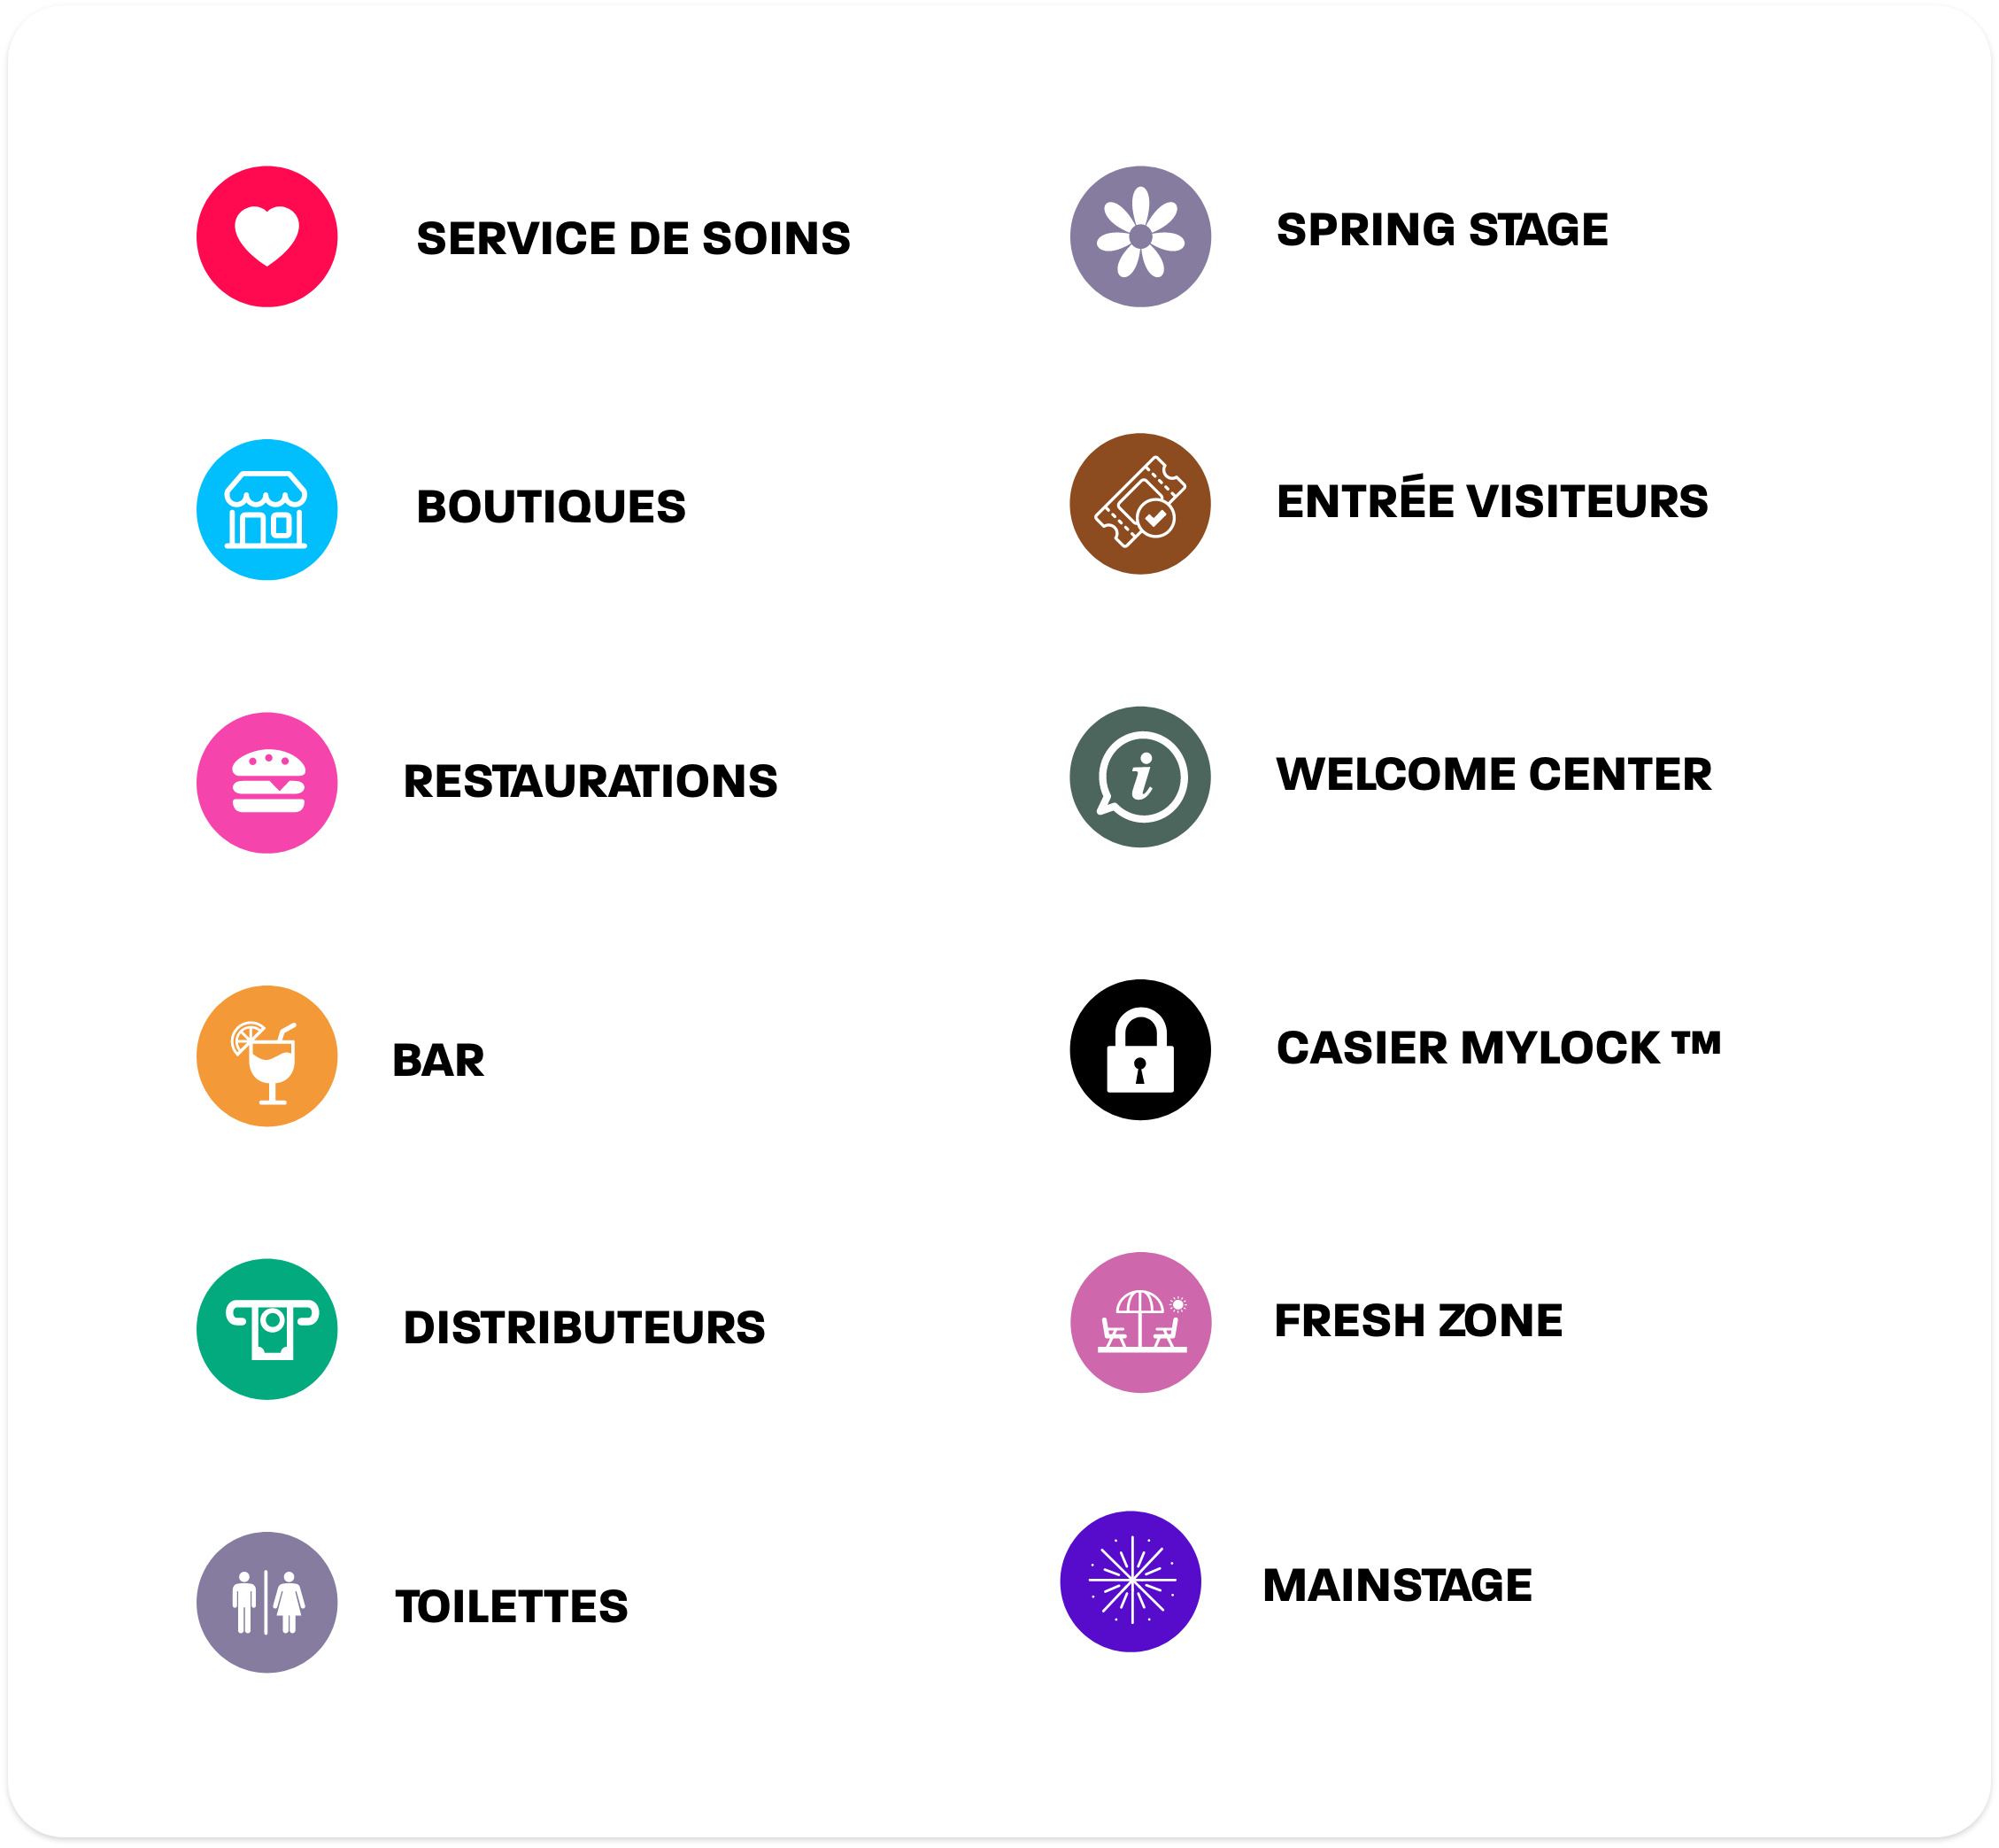 SERVICE DE SOINS
BOUTIQUES
RESTAURATIONS
BAR
DISTRIBUTEURS
TOILETTES
SPRING STAGE
ENTRÉE VISITEURS
WELCOME CENTER
CASIER MYLOCK ™
FRESH ZONE
MAINSTAGE